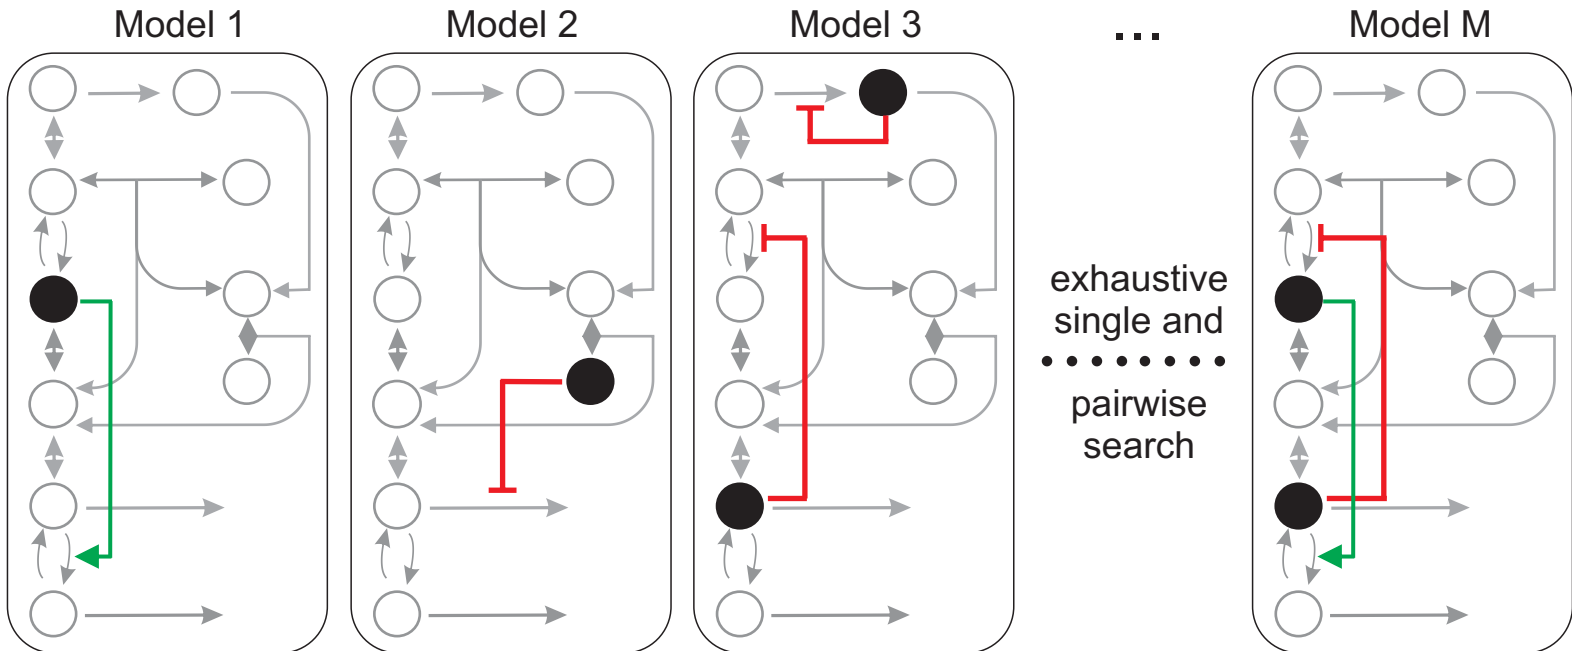 Model 1
Model 2
Model 3
...
Model M
exhaustive
single and
pairwise
search